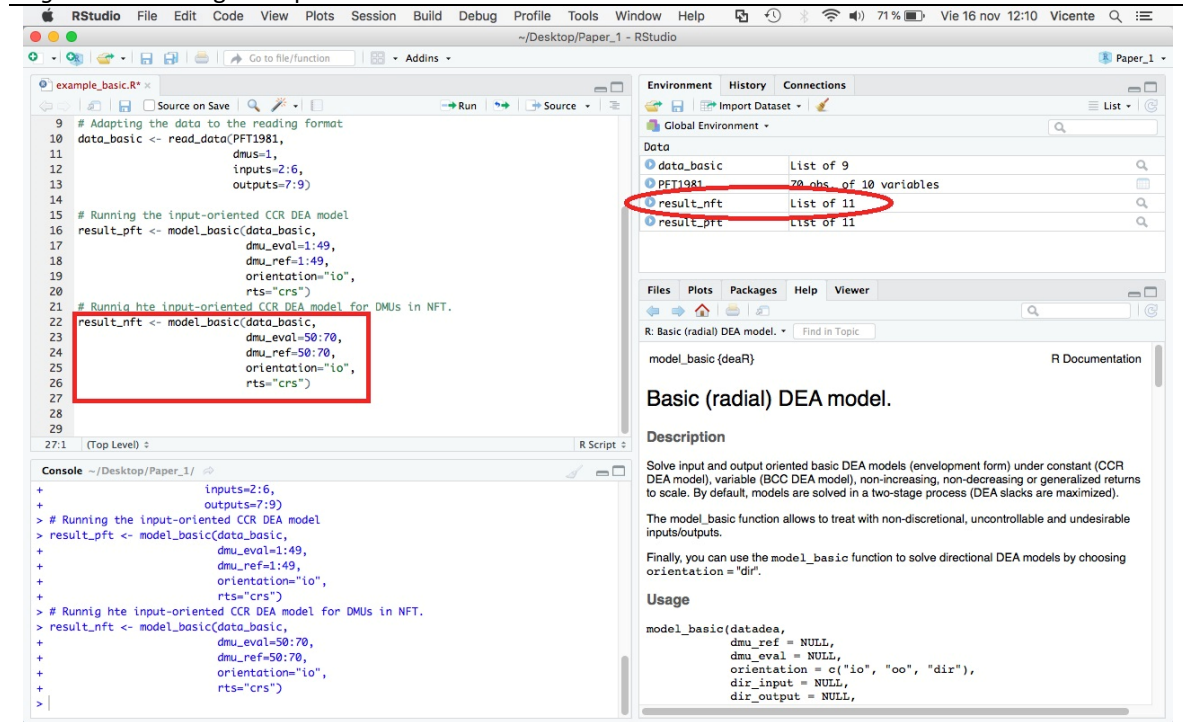 RStudio File Edit Code View Plots Session Build Debug Profile Tools Window Help 71 % Vie 16 nov 12:10 Vicente
~/Desktop/Paper_1 - RStudio
Go to file/function Addins Paper_1
example_basic.R* ×
Source on Save Run Source
9 # Adapting the data to the reading format
10 data_basic <- read_data(PFT1981,
11 dmus=1,
12 inputs=2:6,
13 outputs=7:9)
14
15 # Running the input-oriented CCR DEA model
16 result_pft <- model_basic(data_basic,
17 dmu_eval=1:49,
18 dmu_ref=1:49,
19 orientation="io",
20 rts="crs")
21 # Runnig hte input-oriented CCR DEA model for DMUs in NFT.
22 result_nft <- model_basic(data_basic,
23 dmu_eval=50:70,
24 dmu_ref=50:70,
25 orientation="io",
26 rts="crs")
27
28
29
27:1 (Top Level) R Script
Console ~/Desktop/Paper_1/
+ inputs=2:6,
+ outputs=7:9)
> # Running the input-oriented CCR DEA model
> result_pft <- model_basic(data_basic,
+ dmu_eval=1:49,
+ dmu_ref=1:49,
+ orientation="io",
+ rts="crs")
> # Runnig hte input-oriented CCR DEA model for DMUs in NFT.
> result_nft <- model_basic(data_basic,
+ dmu_eval=50:70,
+ dmu_ref=50:70,
+ orientation="io",
+ rts="crs")
>
Environment History Connections
Import Dataset List
Global Environment
Data
data_basic List of 9
PFT1981 70 obs. of 10 variables
result_nft List of 11
result_pft List of 11
Files Plots Packages Help Viewer
R: Basic (radial) DEA model. Find in Topic
model_basic {deaR} R Documentation
Basic (radial) DEA model.
Description
Solve input and output oriented basic DEA models (envelopment form) under constant (CCR
DEA model), variable (BCC DEA model), non-increasing, non-decreasing or generalized returns
to scale. By default, models are solved in a two-stage process (DEA slacks are maximized).
The model_basic function allows to treat with non-discretional, uncontrollable and undesirable
inputs/outputs.
Finally, you can use the model_basic function to solve directional DEA models by choosing
orientation = "dir".
Usage
model_basic(datadea,
dmu_ref = NULL,
dmu_eval = NULL,
orientation = c("io", "oo", "dir"),
dir_input = NULL,
dir_output = NULL,